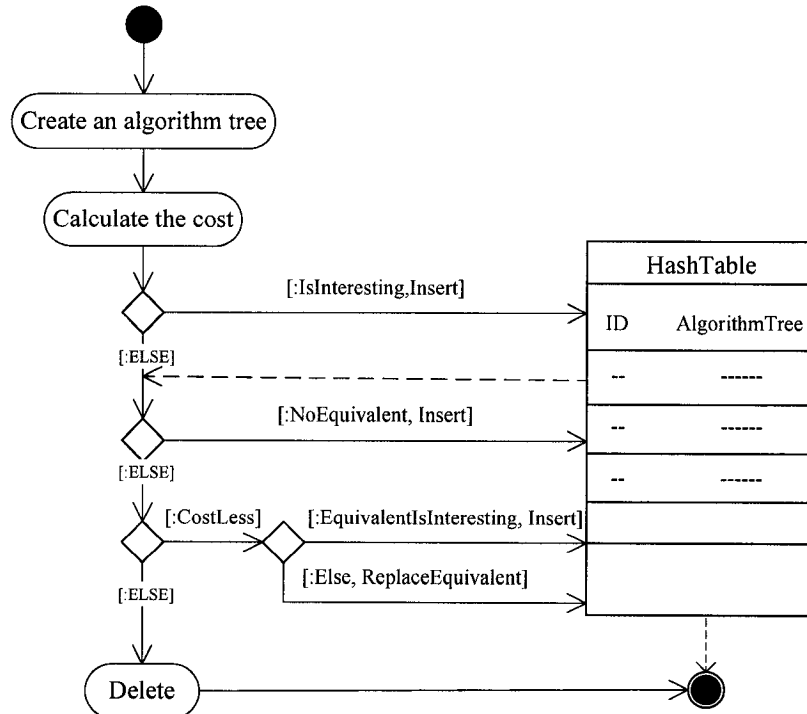 Create an algorithm tree
Calculate the cost
HashTable
[:IsInteresting,Insert]
ID AlgorithmTree
[:ELSE]
-- ------
[:NoEquivalent, Insert]
-- ------
[:ELSE]
-- ------
[:CostLess]
[:EquivalentIsInteresting, Insert]
[:Else, ReplaceEquivalent]
[:ELSE]
Delete